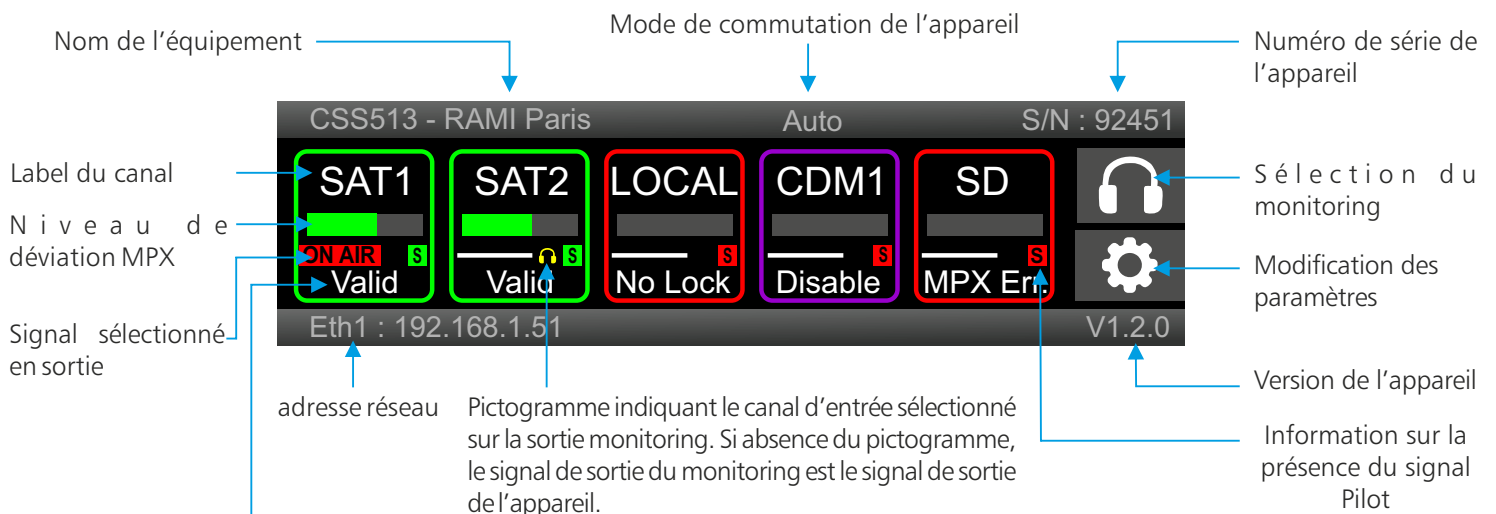 Nom de l'équipement
Mode de commutation de l'appareil
Numéro de série de
l'appareil
CSS513 - RAMI Paris
Auto
S/N : 92451
Label du canal
Niveau de
déviation MPX
Signal sélectionné
en sortie
SAT1
ON AIR S
Valid
SAT2
S
Valid
LOCAL
S
No Lock
CDM1
S
Disable
SD
S
MPX Err.
Sélection du
monitoring
Modification des
paramètres
Eth1 : 192.168.1.51
V1.2.0
Version de l'appareil
adresse réseau
Pictogramme indiquant le canal d'entrée sélectionné
sur la sortie monitoring. Si absence du pictogramme,
le signal de sortie du monitoring est le signal de sortie
de l'appareil.
Information sur la
présence du signal
Pilot